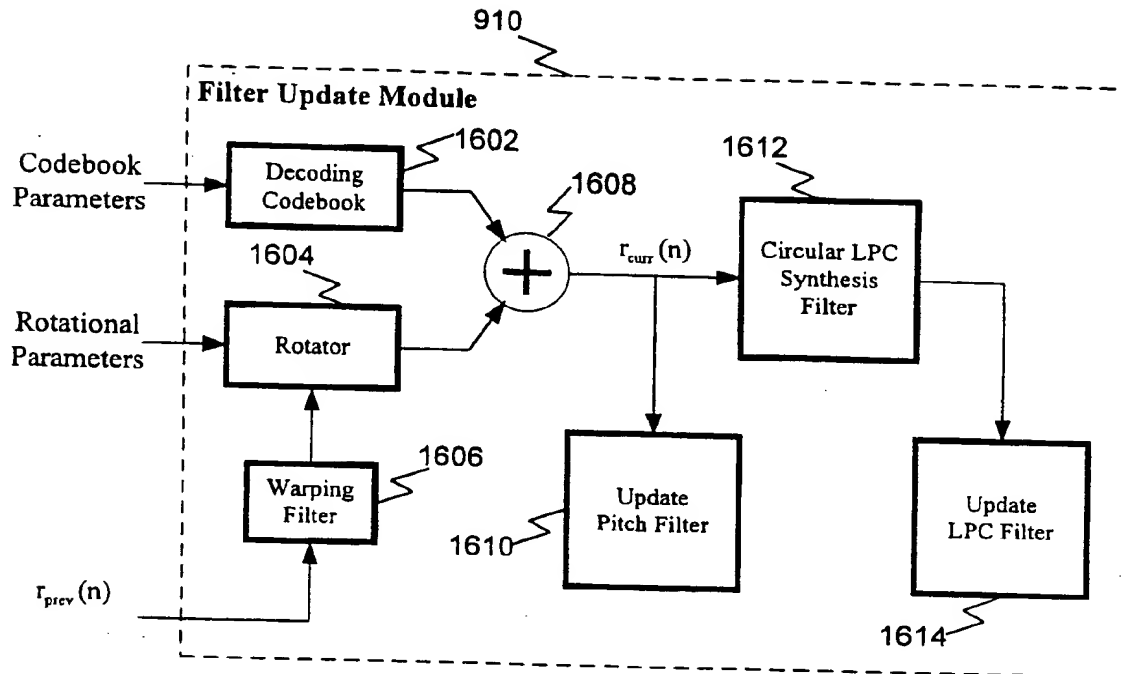 910
Filter Update Module
1602
Codebook
Parameters
Decoding
Codebook
1608
1612
1604
r_curr(n)
Circular LPC
Synthesis
Filter
Rotational
Parameters
Rotator
1606
Warping
Filter
Update
Pitch Filter
Update
LPC Filter
1610
r_prev(n)
1614